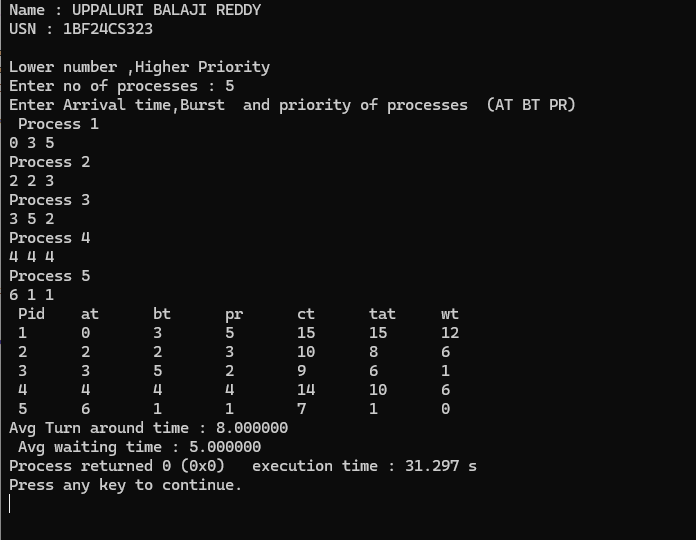 Name : UPPALURI BALAJI REDDY
USN : 1BF24CS323
Lower number ,Higher Priority
Enter no of processes : 5
Enter Arrival time,Burst  and priority of processes  (AT BT PR)
Process 1
0 3 5
Process 2
2 2 3
Process 3
3 5 2
Process 4
4 4 4
Process 5
6 1 1
Pid at bt pr ct tat wt
1 0 3 5 15 15 12
2 2 2 3 10 8 6
3 3 5 2 9 6 1
4 4 4 4 14 10 6
5 6 1 1 7 1 0
Avg Turn around time : 8.000000
Avg waiting time : 5.000000
Process returned 0 (0x0)   execution time : 31.297 s
Press any key to continue.